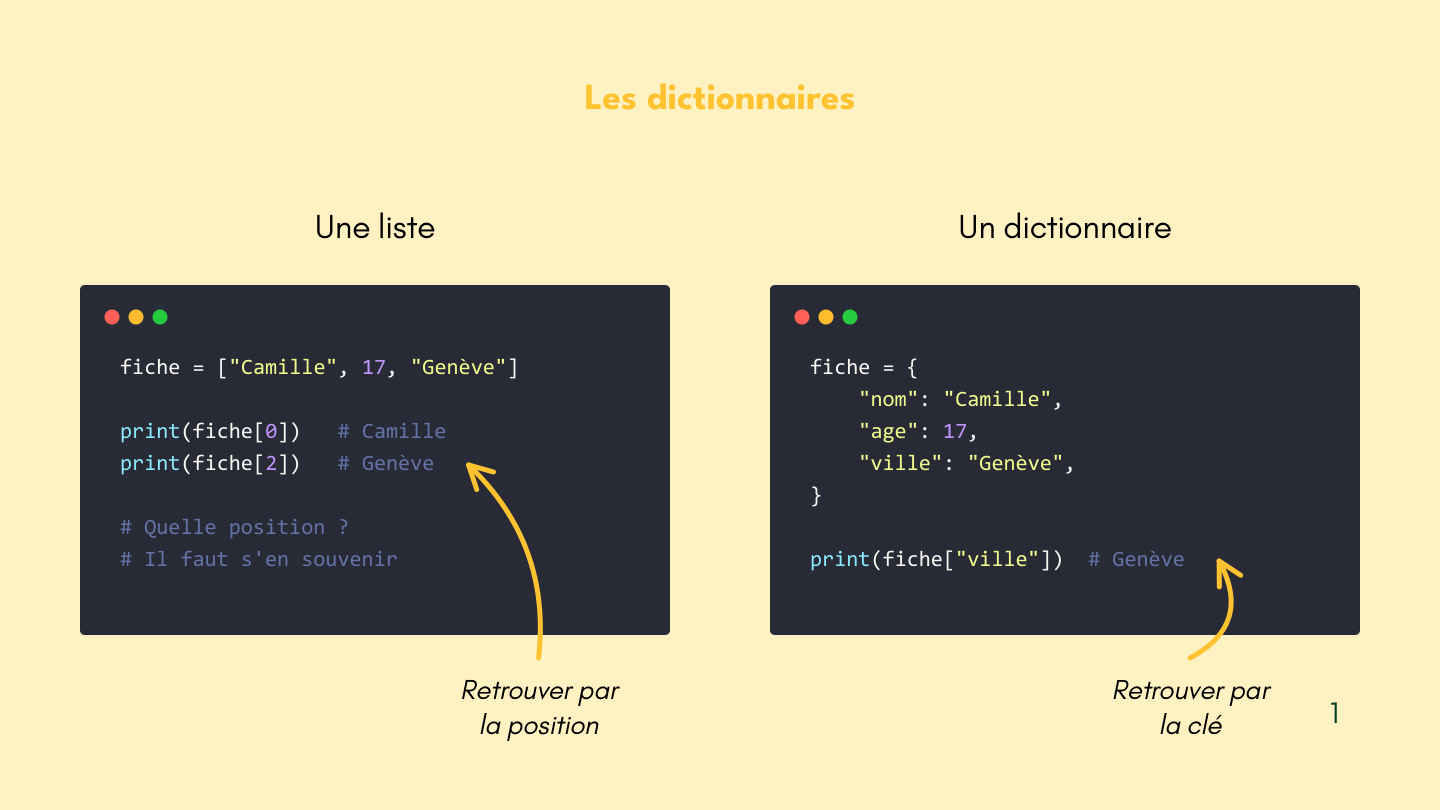 Les dictionnaires
Une liste
fiche = ["Camille", 17, "Genève"]
print(fiche[0])   # Camille
print(fiche[2])   # Genève
# Quelle position ?
# Il faut s'en souvenir
Retrouver par
la position
Un dictionnaire
fiche = {
    "nom": "Camille",
    "age": 17,
    "ville": "Genève",
}
print(fiche["ville"])  # Genève
Retrouver par
la clé
1